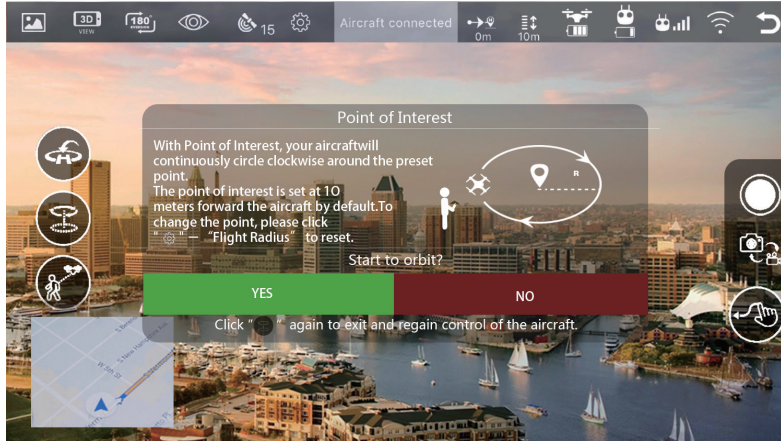 3D
VIEW
180°
15
Aircraft connected
0m
10m
Point of Interest
With Point of Interest, your aircraftwill
continuously circle clockwise around the preset
point.
The point of interest is set at 10
meters forward the aircraft by default.To
change the point, please click
" " — "Flight Radius" to reset.
R
Start to orbit?
YES
NO
Click " " again to exit and regain control of the aircraft.
H
W 5th St